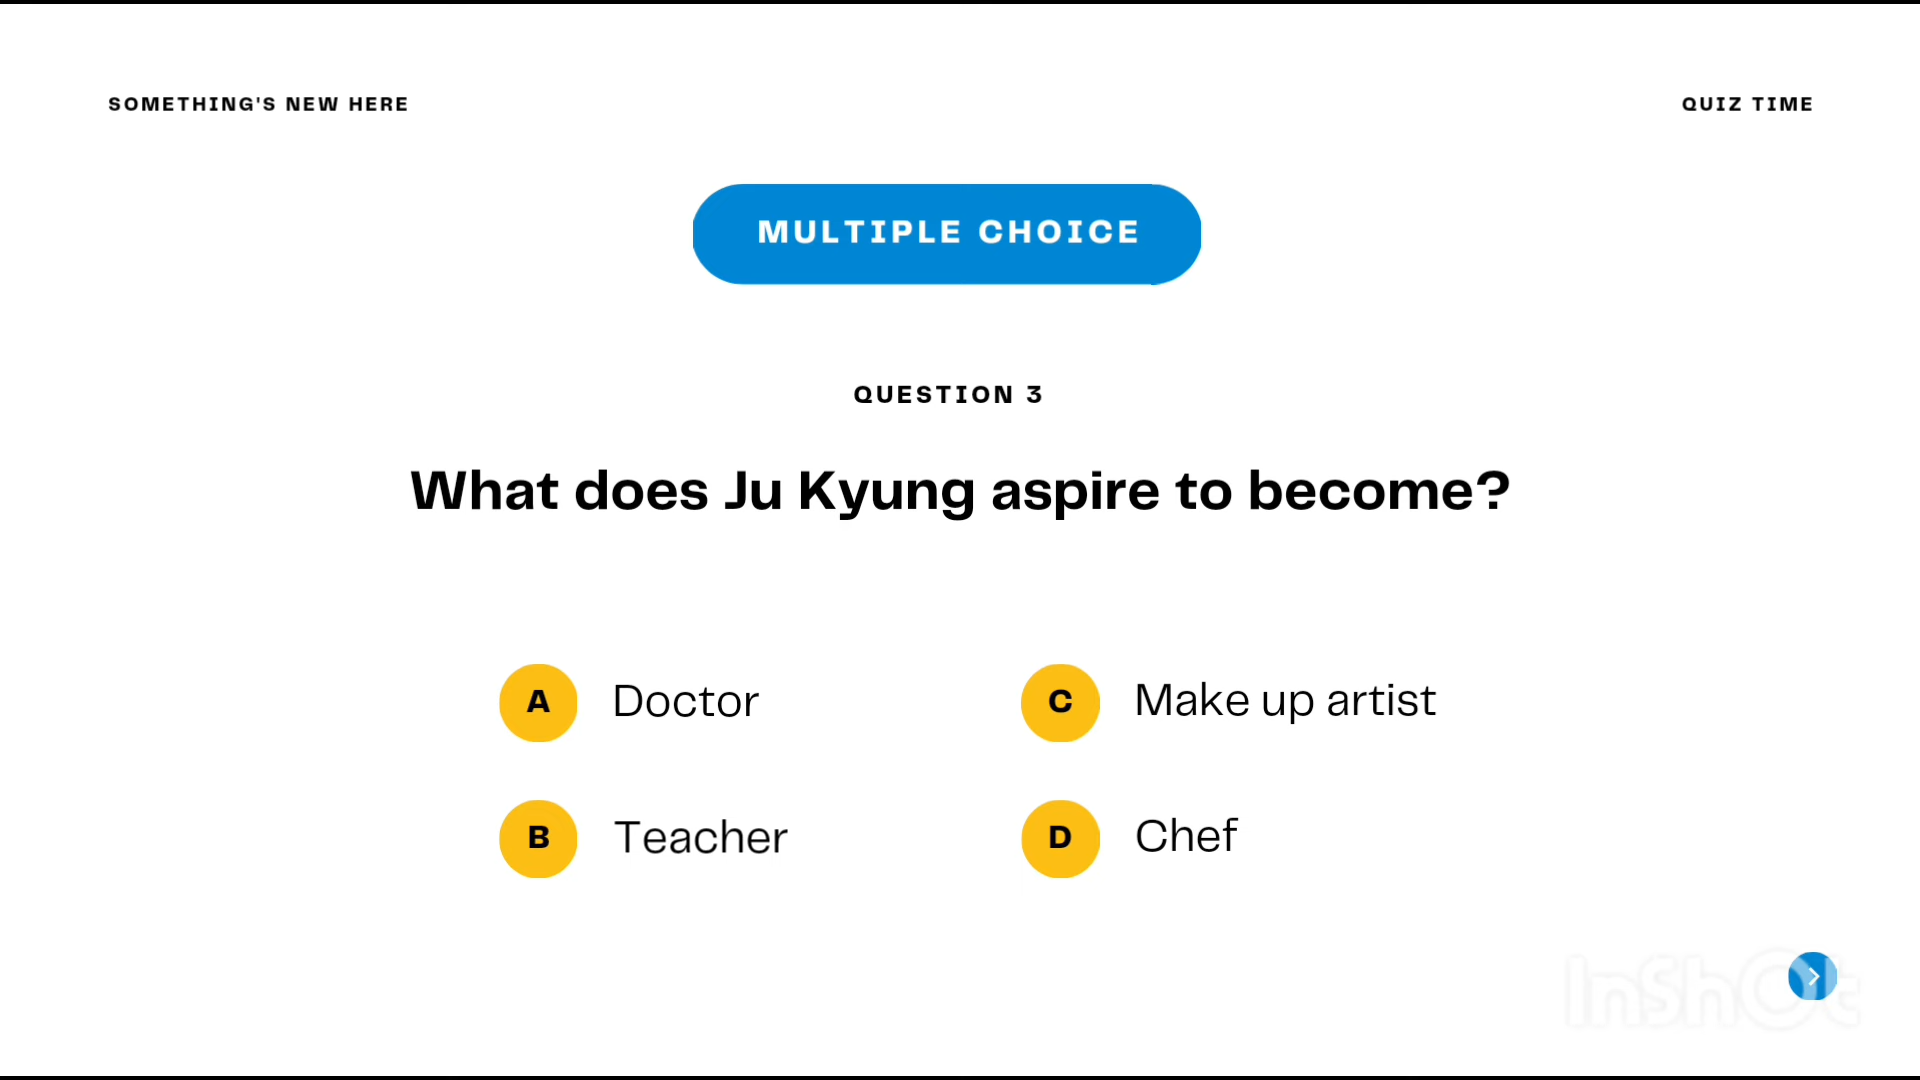 SOMETHING'S NEW HERE
QUIZ TIME
MULTIPLE CHOICE
QUESTION 3
What does Ju Kyung aspire to become?
A Doctor
C Make up artist
B Teacher
D Chef
InShOt